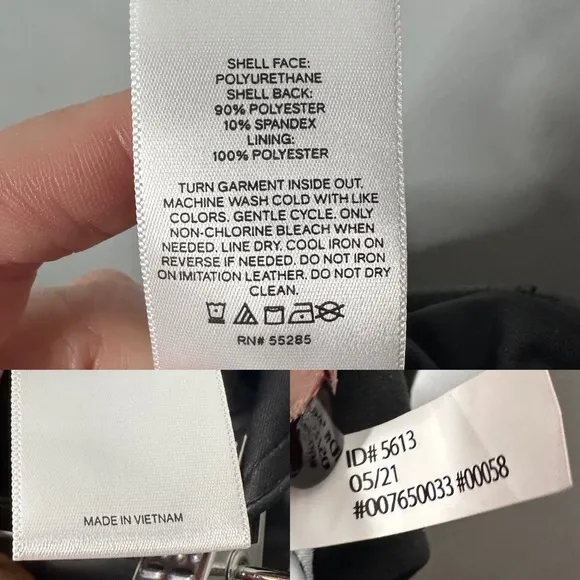 SHELL FACE:
POLYURETHANE
SHELL BACK:
90% POLYESTER
10% SPANDEX
LINING:
100% POLYESTER
TURN GARMENT INSIDE OUT.
MACHINE WASH COLD WITH LIKE
COLORS. GENTLE CYCLE. ONLY
NON-CHLORINE BLEACH WHEN
NEEDED. LINE DRY. COOL IRON ON
REVERSE IF NEEDED. DO NOT IRON
ON IMITATION LEATHER. DO NOT DRY
CLEAN.
RN# 55285
MADE IN VIETNAM
ID# 5613
05/21
#007650033 #00058